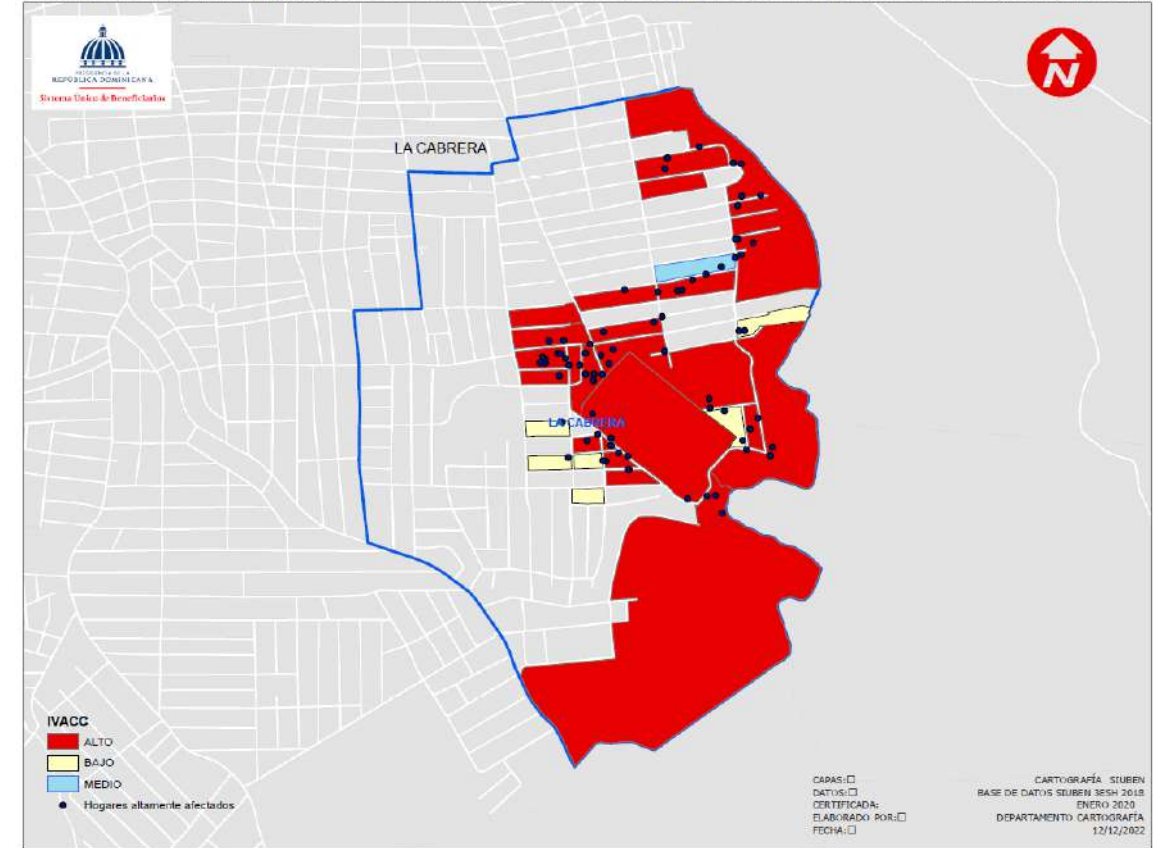 PRESIDENCIA DE LA
REPÚBLICA DOMINICANA
Sistema Único de Beneficiarios
N
LA CABRERA
LA CABRERA
IVACC
ALTO
BAJO
MEDIO
Hogares altamente afectados
CAPAS:☐ CARTOGRAFÍA SIUBEN
DATOS:☐ BASE DE DATOS SIUBEN 3ESH 2018
CERTIFICADA: ENERO 2020
ELABORADO POR:☐ DEPARTAMENTO CARTOGRAFÍA
FECHA:☐ 12/12/2022